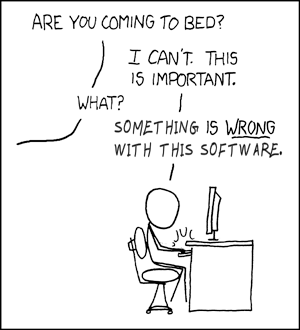 ARE YOU COMING TO BED?
I CAN'T. THIS
IS IMPORTANT.
WHAT?
SOMETHING IS WRONG
WITH THIS SOFTWARE.